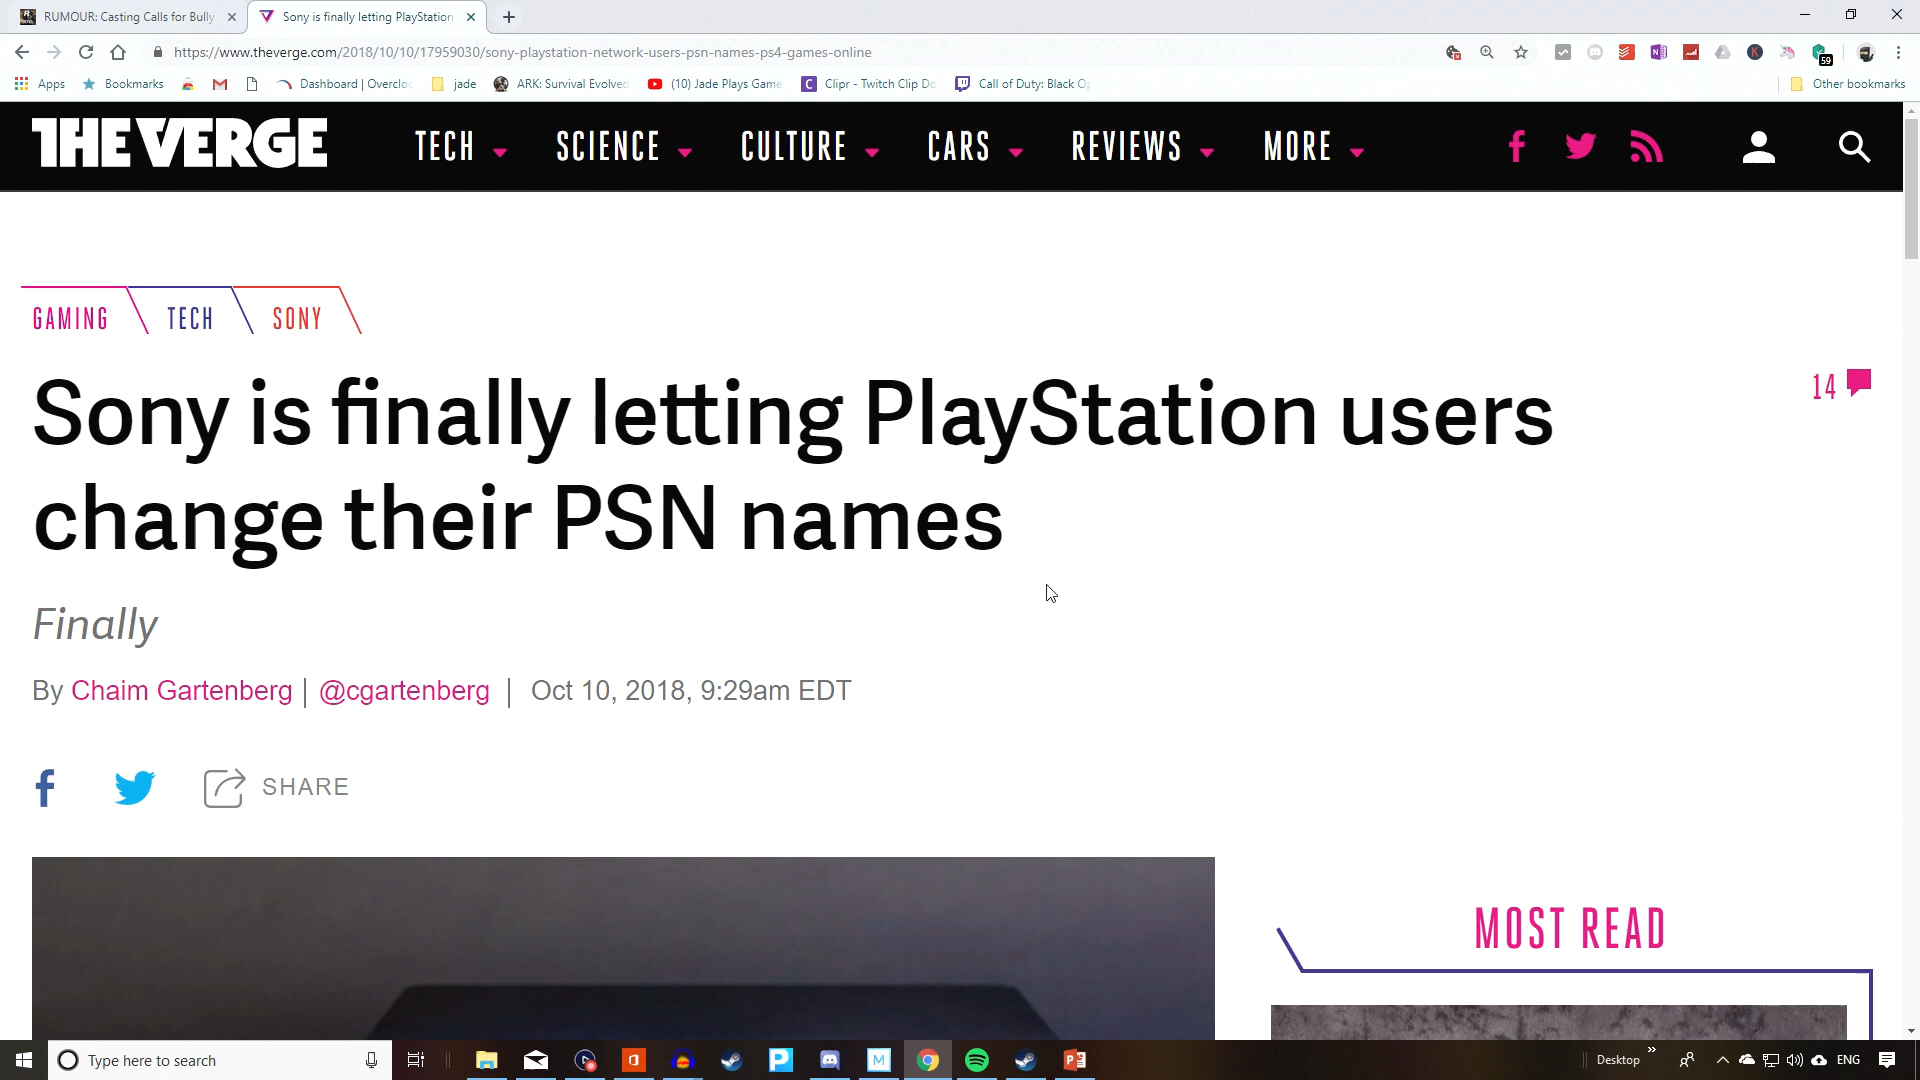 RUMOUR: Casting Calls for Bully
Sony is finally letting PlayStation
https://www.theverge.com/2018/10/10/17959030/sony-playstation-network-users-psn-names-ps4-games-online
59
Apps
Bookmarks
Dashboard | Overclo
jade
ARK: Survival Evolved
(10) Jade Plays Game
Clipr - Twitch Clip Do
Call of Duty: Black Op
Other bookmarks
THE VERGE
TECH
SCIENCE
CULTURE
CARS
REVIEWS
MORE
GAMING
TECH
SONY
Sony is finally letting PlayStation users
change their PSN names
14
Finally
By Chaim Gartenberg | @cgartenberg | Oct 10, 2018, 9:29am EDT
SHARE
MOST READ
Type here to search
Desktop
ENG